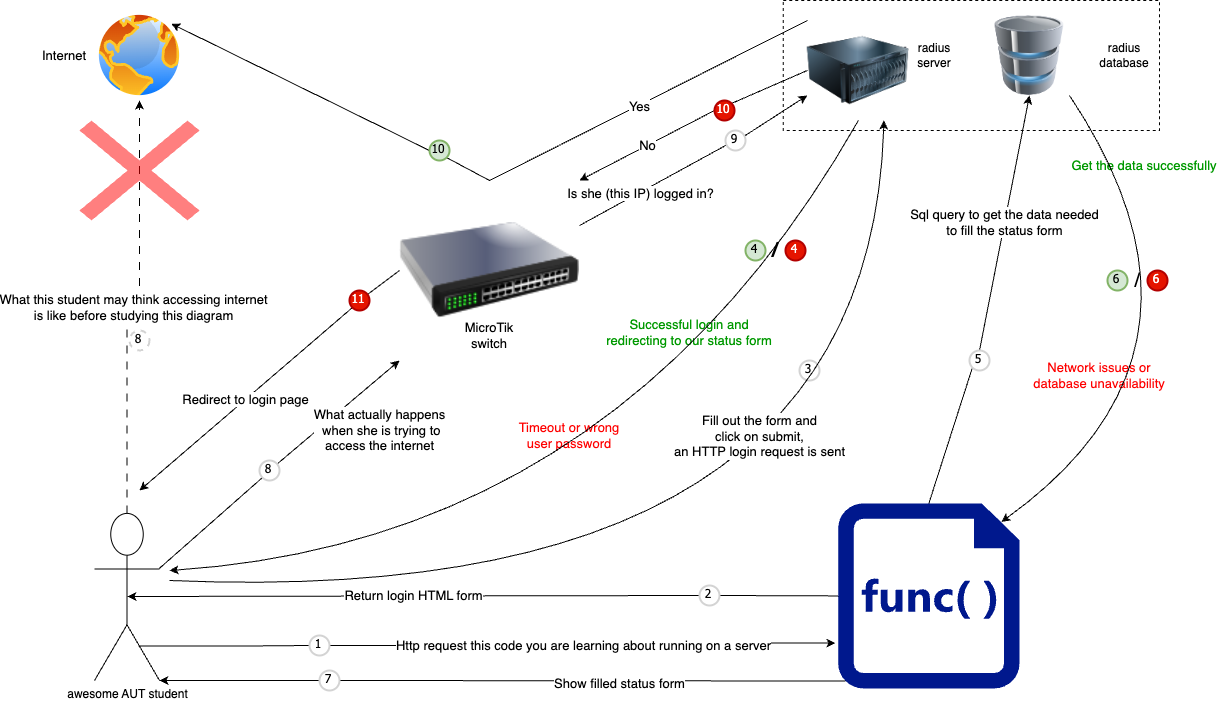 Internet
radius
server
radius
database
Yes
10
No
9
10
Is she (this IP) logged in?
Get the data successfully
Sql query to get the data needed
to fill the status form
4 / 4
6 / 6
What this student may think accessing internet
is like before studying this diagram
8
11
MicroTik
switch
Successful login and
redirecting to our status form
3
5
Network issues or
database unavailability
Redirect to login page
What actually happens
when she is trying to
access the internet
8
Timeout or wrong
user password
Fill out the form and
click on submit,
an HTTP login request is sent
func( )
Return login HTML form
2
1
Http request this code you are learning about running on a server
7
Show filled status form
awesome AUT student